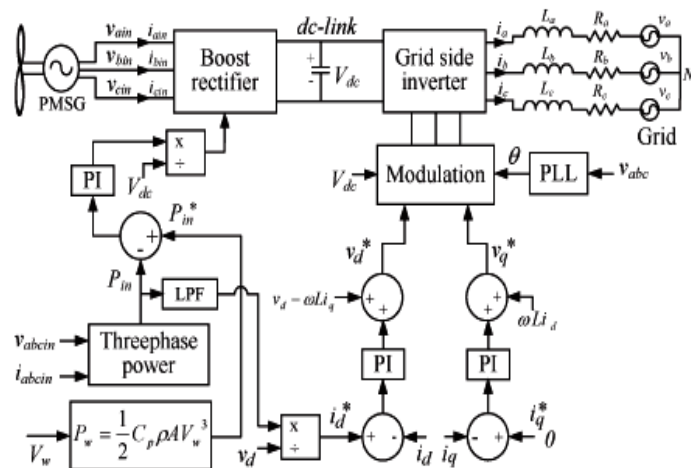 v_ain i_ain
v_bin i_bin
v_cin i_cin
PMSG
Boost rectifier
dc-link
+
-
V_dc
Grid side inverter
i_a L_a R_a v_a
i_b L_b R_b v_b
i_c L_c R_c v_c
N
Grid
x
÷
PI
V_dc
V_dc
Modulation
θ
PLL
v_abc
P_in*
- +
P_in
LPF
v_d*
v_q*
v_d = ωLi_q
+
+
+
+
ωLi_d
v_abcin
i_abcin
Threephase power
PI
PI
V_w
P_w = 1/2 C_p ρAV_w^3
v_d
x
÷
i_d*
+ -
i_d
i_q
- +
i_q*
0